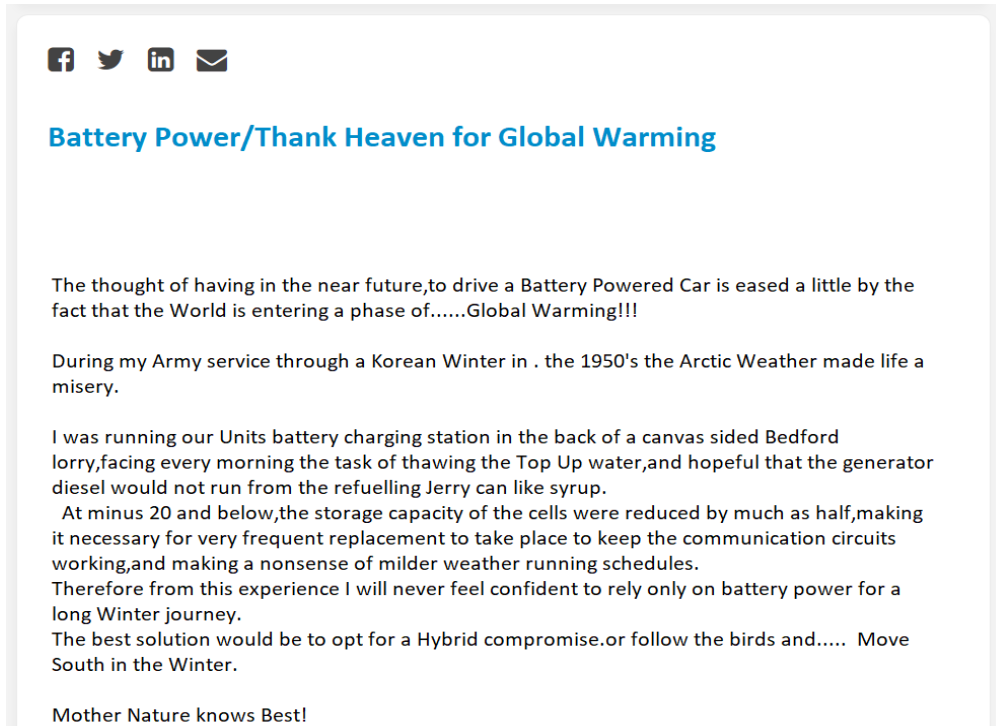 Battery Power/Thank Heaven for Global Warming
The thought of having in the near future,to drive a Battery Powered Car is eased a little by the
fact that the World is entering a phase of......Global Warming!!!
During my Army service through a Korean Winter in . the 1950's the Arctic Weather made life a
misery.
I was running our Units battery charging station in the back of a canvas sided Bedford
lorry,facing every morning the task of thawing the Top Up water,and hopeful that the generator
diesel would not run from the refuelling Jerry can like syrup.
At minus 20 and below,the storage capacity of the cells were reduced by much as half,making
it necessary for very frequent replacement to take place to keep the communication circuits
working,and making a nonsense of milder weather running schedules.
Therefore from this experience I will never feel confident to rely only on battery power for a
long Winter journey.
The best solution would be to opt for a Hybrid compromise.or follow the birds and.....  Move
South in the Winter.
Mother Nature knows Best!